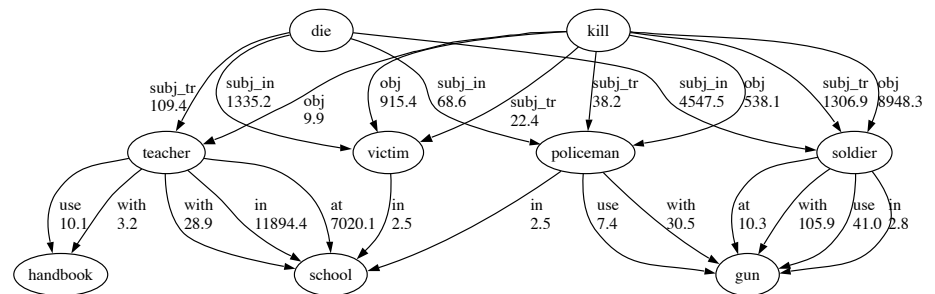 die
kill
subj_tr
109.4
subj_in
1335.2
obj
9.9
obj
915.4
subj_in
68.6
subj_tr
22.4
subj_tr
38.2
subj_in
4547.5
obj
538.1
subj_tr
1306.9
obj
8948.3
teacher
victim
policeman
soldier
use
10.1
with
3.2
with
28.9
in
11894.4
at
7020.1
in
2.5
in
2.5
use
7.4
with
30.5
at
10.3
with
105.9
use
41.0
in
2.8
handbook
school
gun